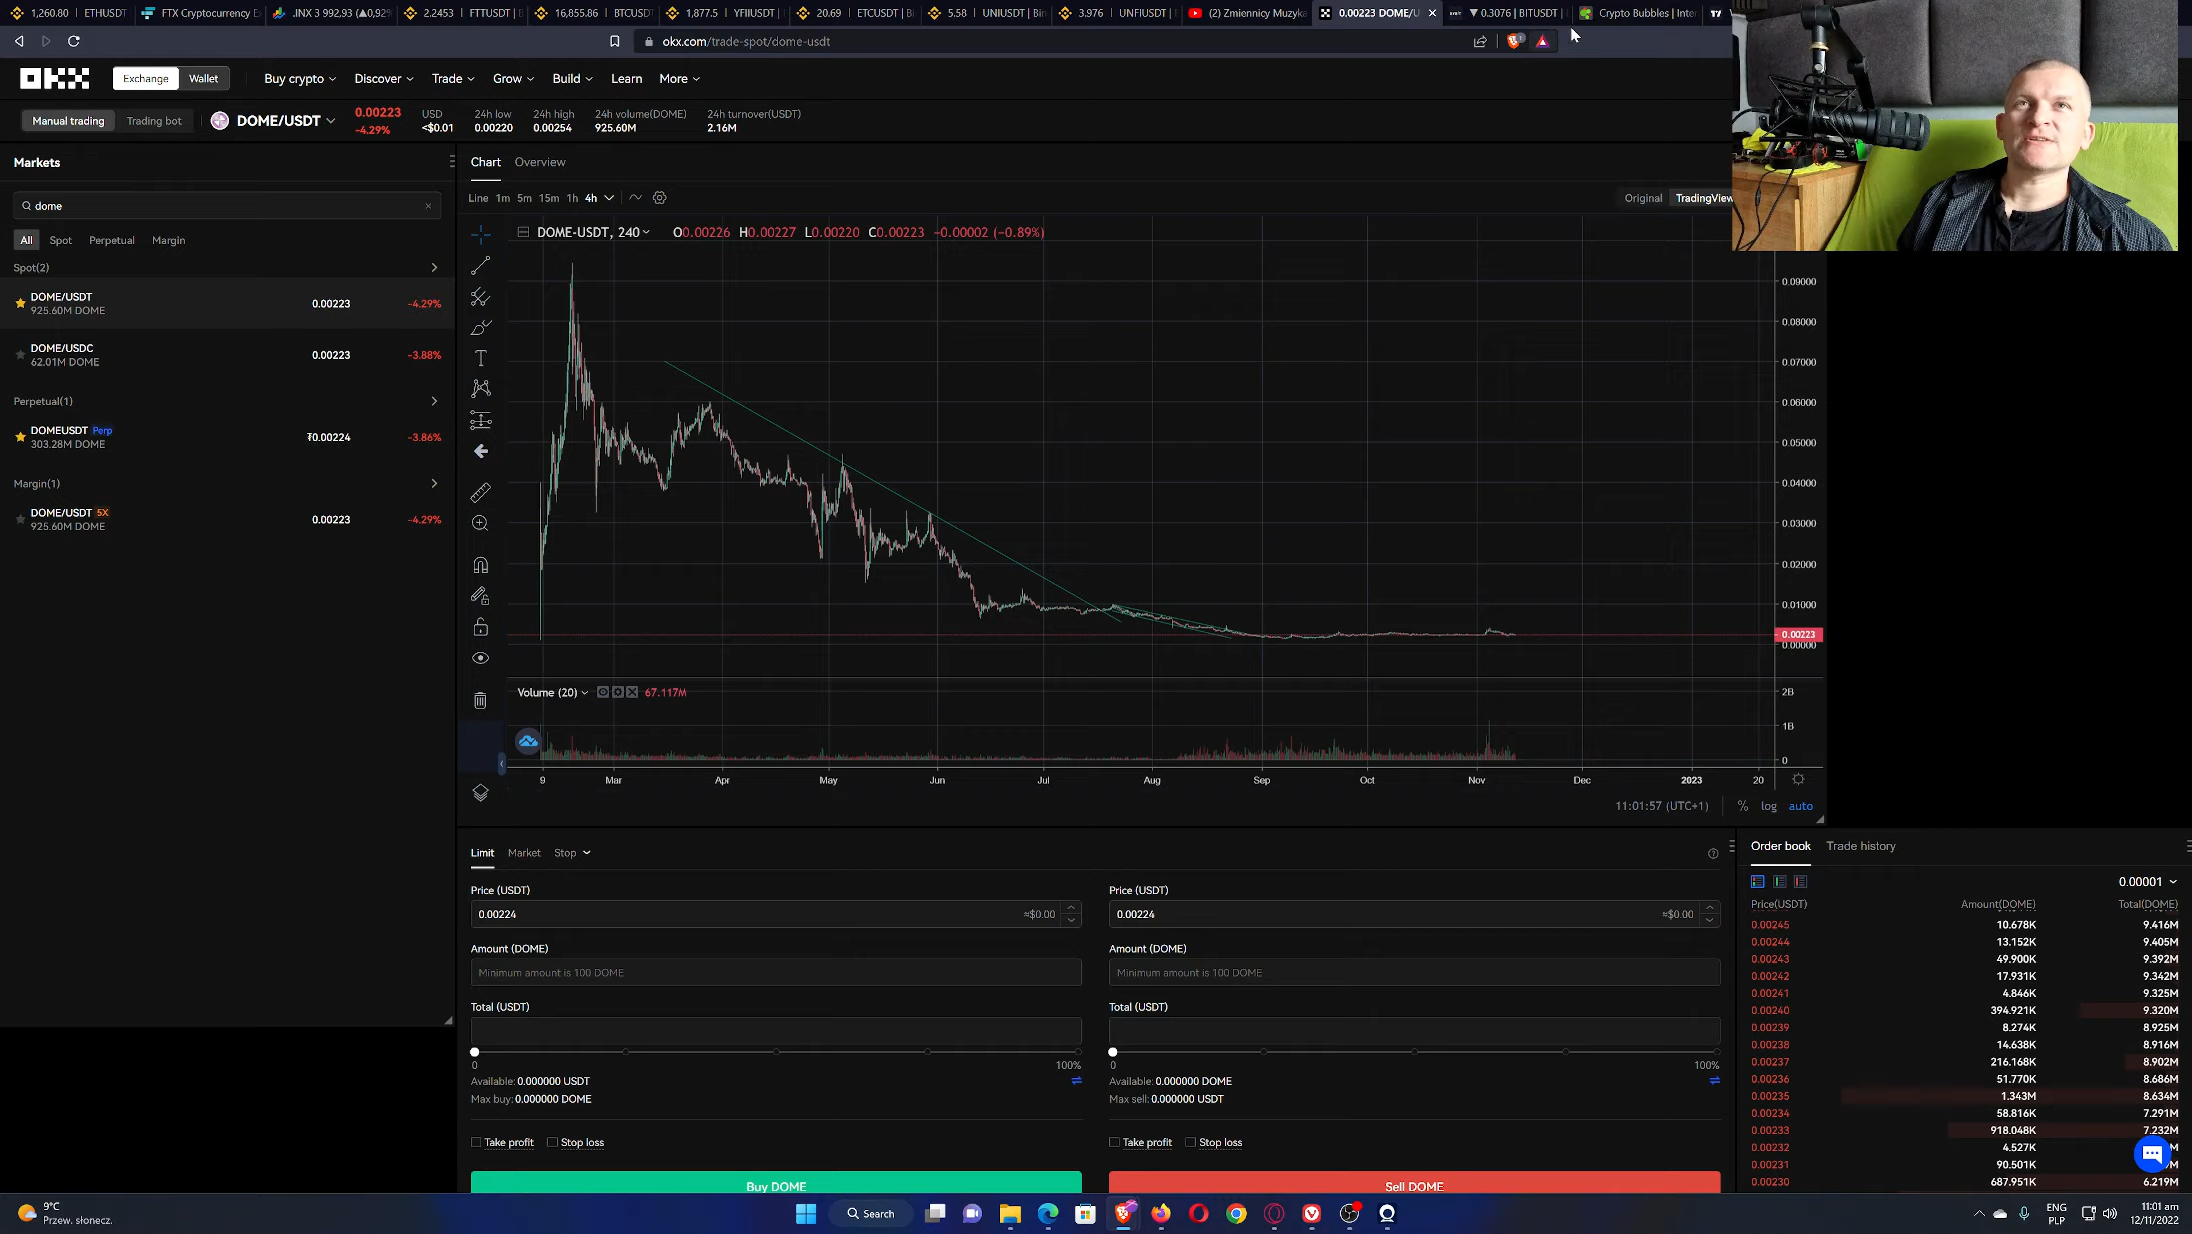 1,260.80 ETHUSDT
FTX Cryptocurrency E
JNX 3 992,93 (▲0,92%
2.2453 FTTUSDT | B
16,855.86 BTCUSDT
1,877.5 YFIIUSDT
20.69 ETCUSDT | Bi
5.58 UNIUSDT | Bin
3.976 UNFIUSDT
(2) Zmiennicy Muzyka
0.00223 DOME/U
▼ 0.3076 | BITUSDT |
Crypto Bubbles | Inter
okx.com/trade-spot/dome-usdt
OKX
Exchange Wallet
Buy crypto Discover Trade Grow Build Learn More
Manual trading Trading bot
DOME/USDT
0.00223
-4.29%
USD
<$0.01
24h low
0.00220
24h high
0.00254
24h volume(DOME)
925.60M
24h turnover(USDT)
2.16M
Markets
dome
All Spot Perpetual Margin
Spot(2)
DOME/USDT 0.00223 -4.29%
925.60M DOME
DOME/USDC 0.00223 -3.88%
62.01M DOME
Perpetual(1)
DOMEUSDT Perp ₮0.00224 -3.86%
303.28M DOME
Margin(1)
DOME/USDT 5X 0.00223 -4.29%
925.60M DOME
Chart Overview
Line 1m 5m 15m 1h 4h
Original TradingView
DOME-USDT, 240 O0.00226 H0.00227 L0.00220 C0.00223 -0.00002 (-0.89%)
0.09000
0.08000
0.07000
0.06000
0.05000
0.04000
0.03000
0.02000
0.01000
0.00223
0.00000
Volume (20) 67.117M
2B
1B
0
9 Mar Apr May Jun Jul Aug Sep Oct Nov Dec 2023 20
11:01:57 (UTC+1) % log auto
Limit Market Stop
Price (USDT)
0.00224 ≈$0.00
Amount (DOME)
Minimum amount is 100 DOME
Total (USDT)
0 100%
Available: 0.000000 USDT
Max buy: 0.000000 DOME
Take profit Stop loss
Buy DOME
Price (USDT)
0.00224 ≈$0.00
Amount (DOME)
Minimum amount is 100 DOME
Total (USDT)
0 100%
Available: 0.000000 DOME
Max sell: 0.000000 USDT
Take profit Stop loss
Sell DOME
Order book Trade history
0.00001
Price(USDT) Amount(DOME) Total(DOME)
0.00245 10.678K 9.416M
0.00244 13.152K 9.405M
0.00243 49.900K 9.392M
0.00242 17.931K 9.342M
0.00241 4.846K 9.325M
0.00240 394.921K 9.320M
0.00239 8.274K 8.925M
0.00238 14.638K 8.916M
0.00237 216.168K 8.902M
0.00236 51.770K 8.686M
0.00235 1.343M 8.634M
0.00234 58.816K 7.291M
0.00233 918.048K 7.232M
0.00232 4.527K
0.00231 90.501K
0.00230 687.951K 6.219M
9°C
Przew. słonecz.
Search
ENG
PLP
11:01 am
12/11/2022